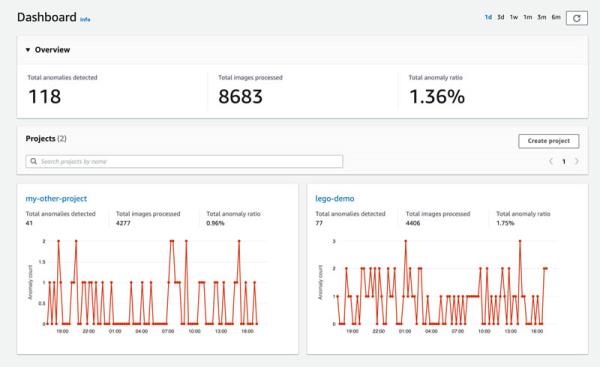 Dashboard Info
1d 3d 1w 1m 3m 6m
Overview
Total anomalies detected Total images processed Total anomaly ratio
118 8683 1.36%
Projects (2)
Create project
Search projects by name
1
my-other-project
Total anomalies detected Total images processed Total anomaly ratio
41 4277 0.96%
2
1.5
1
0.5
0
Anomaly count
19:00 22:00 01:00 04:00 07:00 10:00 13:00 16:00
lego-demo
Total anomalies detected Total images processed Total anomaly ratio
77 4406 1.75%
3
2
1
0
Anomaly count
19:00 22:00 01:00 04:00 07:00 10:00 13:00 16:00